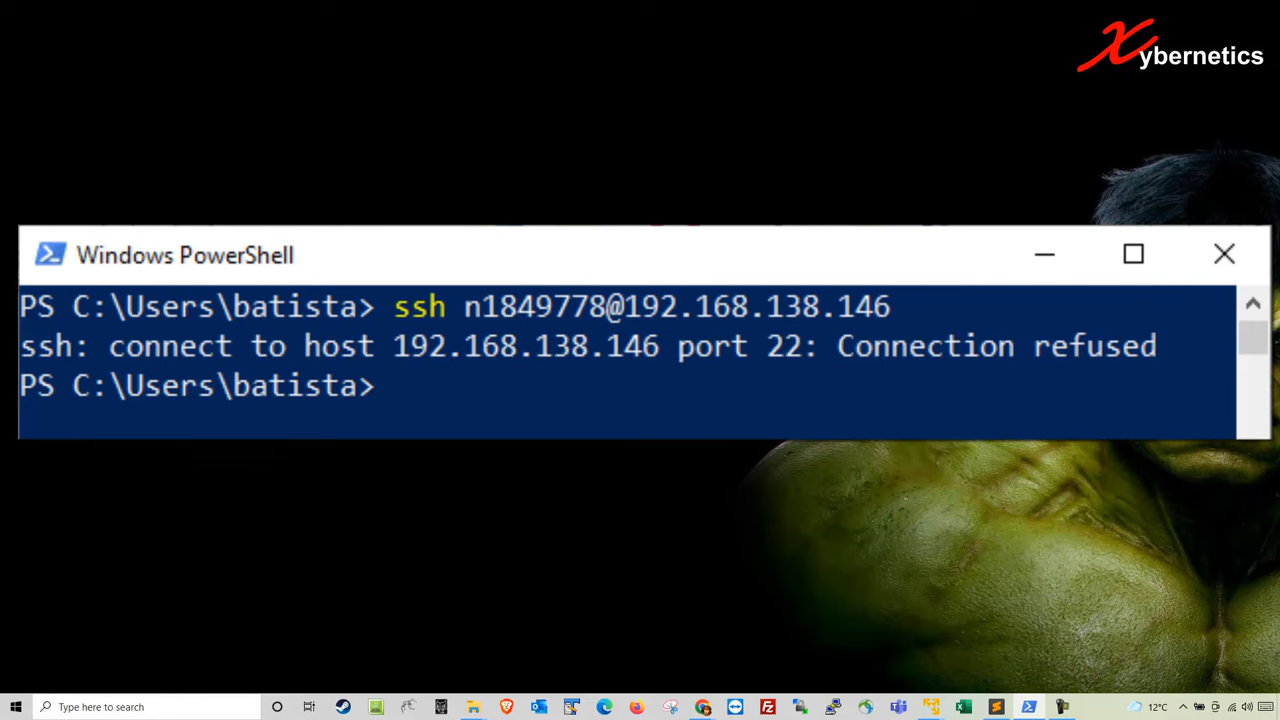 Xybernetics
Windows PowerShell
PS C:\Users\batista> ssh n1849778@192.168.138.146
ssh: connect to host 192.168.138.146 port 22: Connection refused
PS C:\Users\batista>
Type here to search
12°C